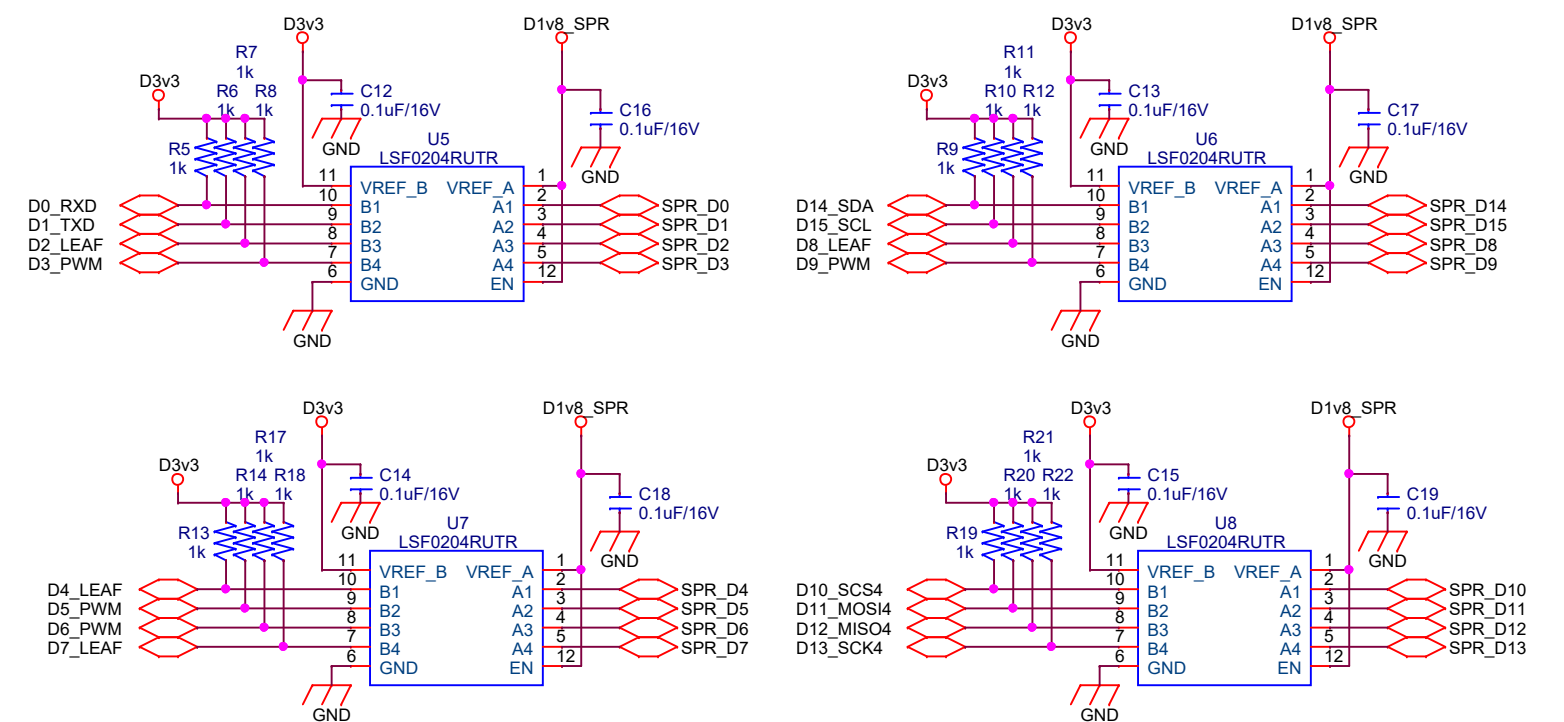 D3v3
D1v8_SPR
R7
1k
D3v3
R6 R8
1k 1k
C12
0.1uF/16V
C16
0.1uF/16V
R5
1k
GND
GND
U5
LSF0204RUTR
11 VREF_B VREF_A 1
D0_RXD 10 B1 A1 2 SPR_D0
D1_TXD 9 B2 A2 3 SPR_D1
D2_LEAF 8 B3 A3 4 SPR_D2
D3_PWM 7 B4 A4 5 SPR_D3
6 GND EN 12
GND
D3v3
D1v8_SPR
R11
1k
D3v3
R10 R12
1k 1k
C13
0.1uF/16V
C17
0.1uF/16V
R9
1k
GND
GND
U6
LSF0204RUTR
11 VREF_B VREF_A 1
D14_SDA 10 B1 A1 2 SPR_D14
D15_SCL 9 B2 A2 3 SPR_D15
D8_LEAF 8 B3 A3 4 SPR_D8
D9_PWM 7 B4 A4 5 SPR_D9
6 GND EN 12
GND
D3v3
D1v8_SPR
R17
1k
D3v3
R14 R18
1k 1k
C14
0.1uF/16V
C18
0.1uF/16V
R13
1k
GND
GND
U7
LSF0204RUTR
11 VREF_B VREF_A 1
D4_LEAF 10 B1 A1 2 SPR_D4
D5_PWM 9 B2 A2 3 SPR_D5
D6_PWM 8 B3 A3 4 SPR_D6
D7_LEAF 7 B4 A4 5 SPR_D7
6 GND EN 12
GND
D3v3
D1v8_SPR
R21
1k
D3v3
R20 R22
1k 1k
C15
0.1uF/16V
C19
0.1uF/16V
R19
1k
GND
GND
U8
LSF0204RUTR
11 VREF_B VREF_A 1
D10_SCS4 10 B1 A1 2 SPR_D10
D11_MOSI4 9 B2 A2 3 SPR_D11
D12_MISO4 8 B3 A3 4 SPR_D12
D13_SCK4 7 B4 A4 5 SPR_D13
6 GND EN 12
GND